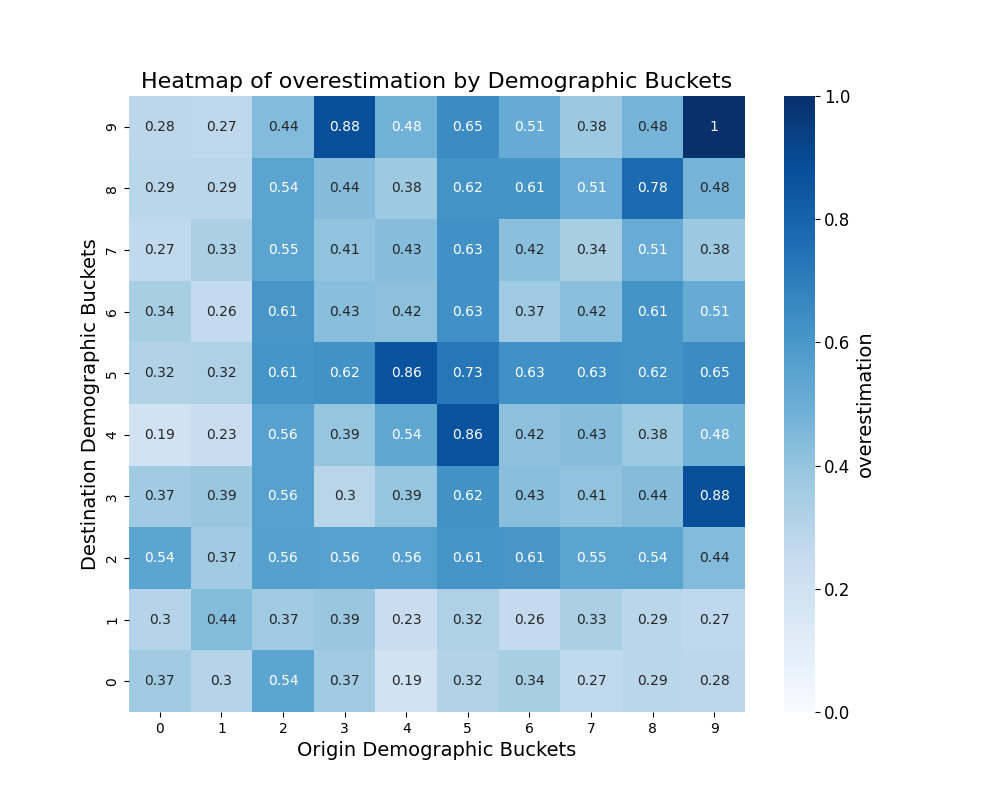 Heatmap of overestimation by Demographic Buckets
9 0.28 0.27 0.44 0.88 0.48 0.65 0.51 0.38 0.48 1
8 0.29 0.29 0.54 0.44 0.38 0.62 0.61 0.51 0.78 0.48
7 0.27 0.33 0.55 0.41 0.43 0.63 0.42 0.34 0.51 0.38
6 0.34 0.26 0.61 0.43 0.42 0.63 0.37 0.42 0.61 0.51
5 0.32 0.32 0.61 0.62 0.86 0.73 0.63 0.63 0.62 0.65
4 0.19 0.23 0.56 0.39 0.54 0.86 0.42 0.43 0.38 0.48
3 0.37 0.39 0.56 0.3 0.39 0.62 0.43 0.41 0.44 0.88
2 0.54 0.37 0.56 0.56 0.56 0.61 0.61 0.55 0.54 0.44
1 0.3 0.44 0.37 0.39 0.23 0.32 0.26 0.33 0.29 0.27
0 0.37 0.3 0.54 0.37 0.19 0.32 0.34 0.27 0.29 0.28
0 1 2 3 4 5 6 7 8 9
Origin Demographic Buckets
Destination Demographic Buckets
1.0
0.8
0.6
0.4
0.2
0.0
overestimation